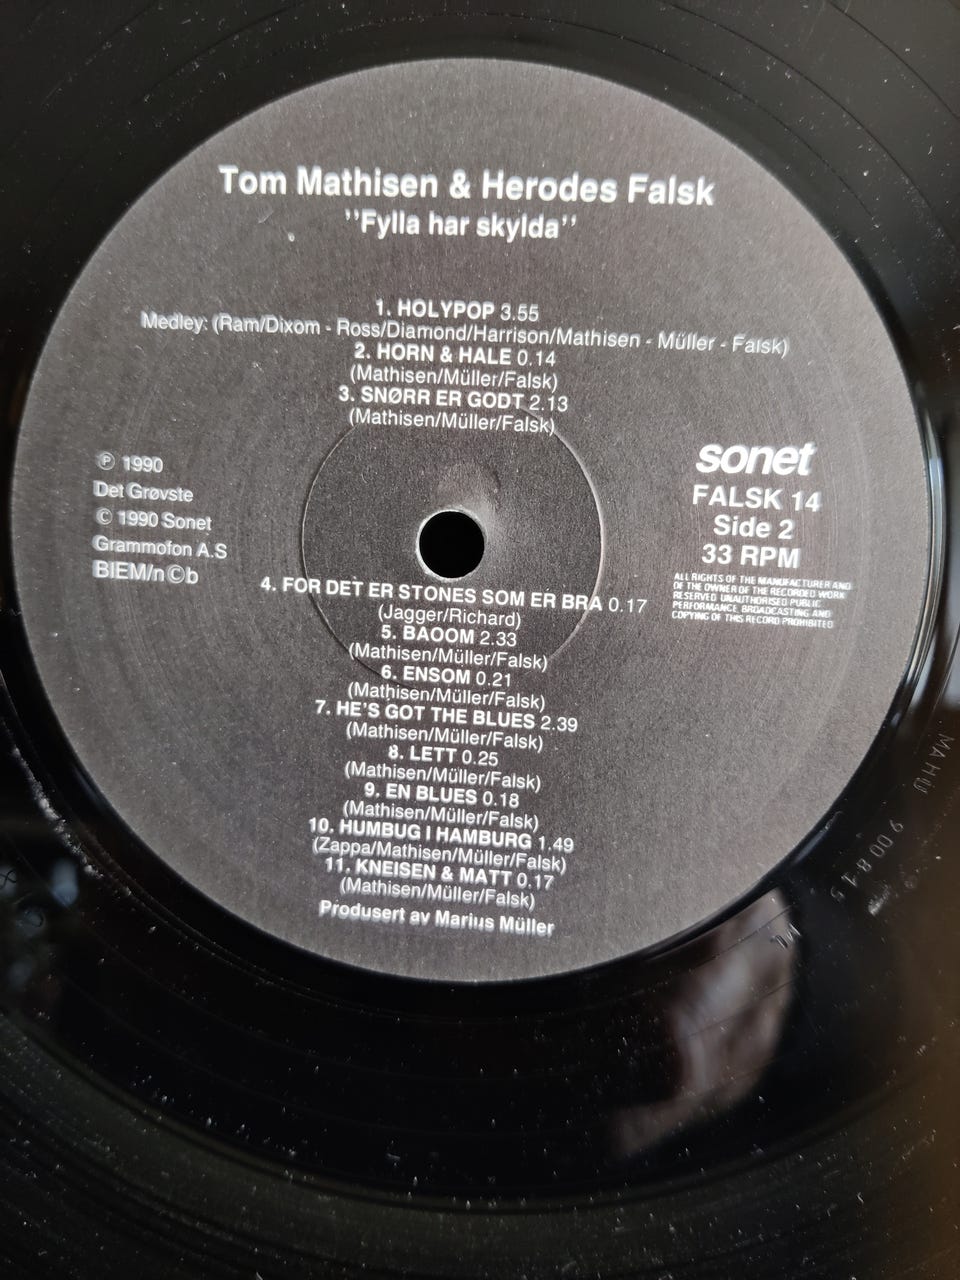 Tom Mathisen & Herodes Falsk
''Fylla har skylda''
1. HOLYPOP 3.55
Medley: (Ram/Dixom - Ross/Diamond/Harrison/Mathisen - Müller - Falsk)
2. HORN & HALE 0.14
(Mathisen/Müller/Falsk)
3. SNØRR ER GODT 2.13
(Mathisen/Müller/Falsk)
℗ 1990
Det Grøvste
© 1990 Sonet
Grammofon A.S
BIEM/n©b
sonet
FALSK 14
Side 2
33 RPM
ALL RIGHTS OF THE MANUFACTURER AND
OF THE OWNER OF THE RECORDED WORK
RESERVED UNAUTHORISED PUBLIC
PERFORMANCE, BROADCASTING AND
COPYING OF THIS RECORD PROHIBITED
4. FOR DET ER STONES SOM ER BRA 0.17
(Jagger/Richard)
5. BAOOM 2.33
(Mathisen/Müller/Falsk)
6. ENSOM 0.21
(Mathisen/Müller/Falsk)
7. HE'S GOT THE BLUES 2.39
(Mathisen/Müller/Falsk)
8. LETT 0.25
(Mathisen/Müller/Falsk)
9. EN BLUES 0.18
(Mathisen/Müller/Falsk)
10. HUMBUG I HAMBURG 1.49
(Zappa/Mathisen/Müller/Falsk)
11. KNEISEN & MATT 0.17
(Mathisen/Müller/Falsk)
Produsert av Marius Müller